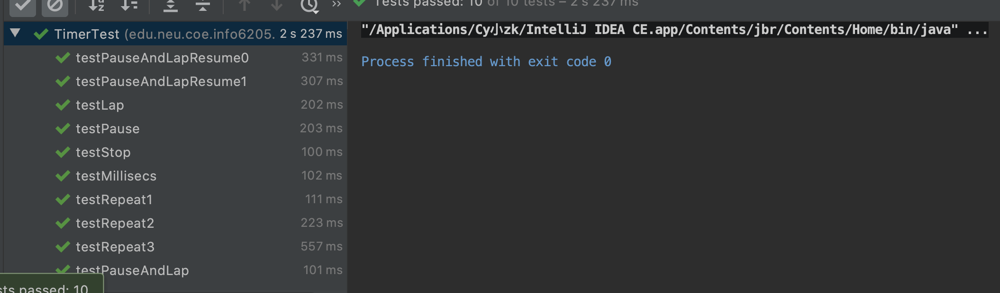 Tests passed: 10 of 10 tests – 2 s 237 ms
TimerTest (edu.neu.coe.info6205. 2 s 237 ms
testPauseAndLapResume0 331 ms
testPauseAndLapResume1 307 ms
testLap 202 ms
testPause 203 ms
testStop 100 ms
testMillisecs 102 ms
testRepeat1 111 ms
testRepeat2 223 ms
testRepeat3 557 ms
testPauseAndLap 101 ms
sts passed: 10
"/Applications/Cy小zk/IntelliJ IDEA CE.app/Contents/jbr/Contents/Home/bin/java" ...
Process finished with exit code 0